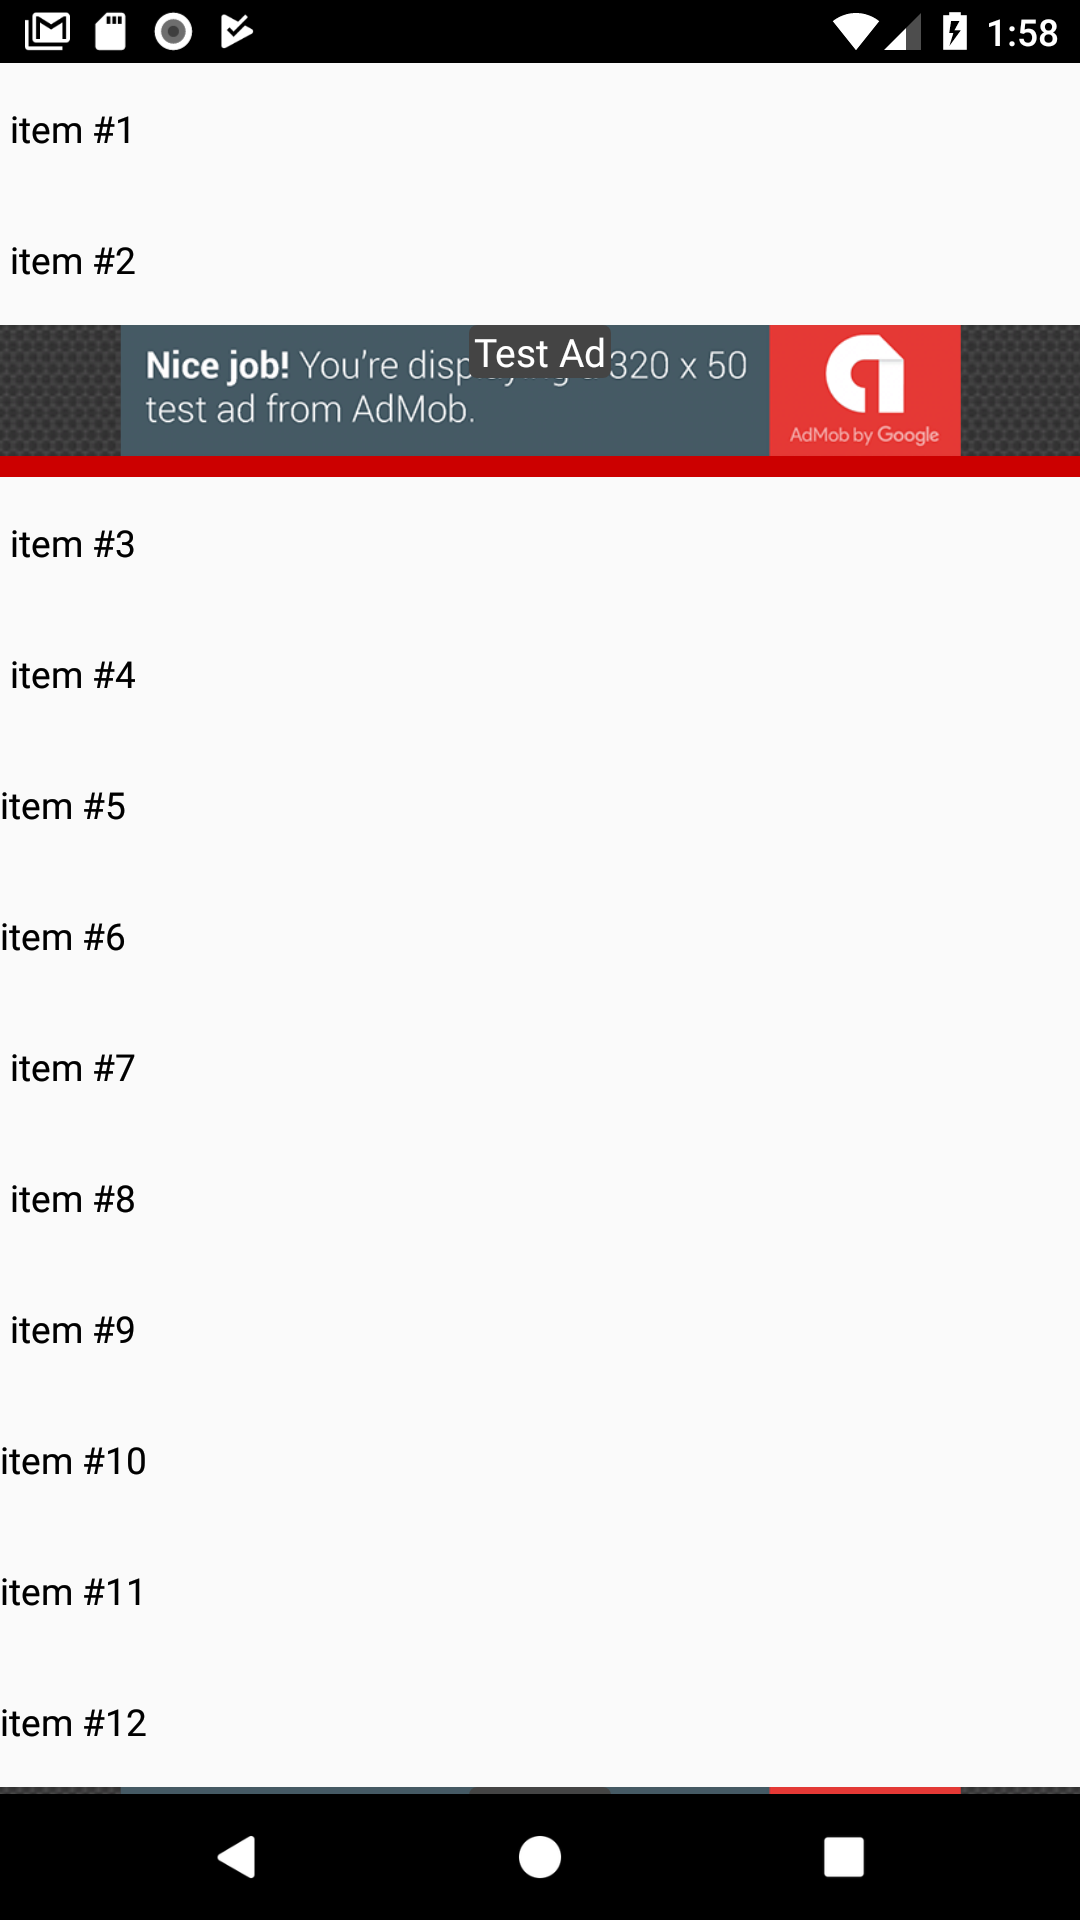 1:58
item #1
item #2
Test Ad
Nice job! You're displaying a 320 x 50
test ad from AdMob.
AdMob by Google
item #3
item #4
item #5
item #6
item #7
item #8
item #9
item #10
item #11
item #12